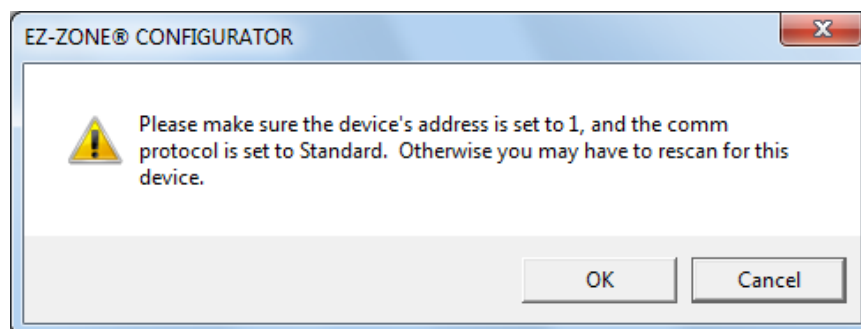 EZ-ZONE® CONFIGURATOR
Please make sure the device's address is set to 1, and the comm
protocol is set to Standard.  Otherwise you may have to rescan for this
device.
OK
Cancel